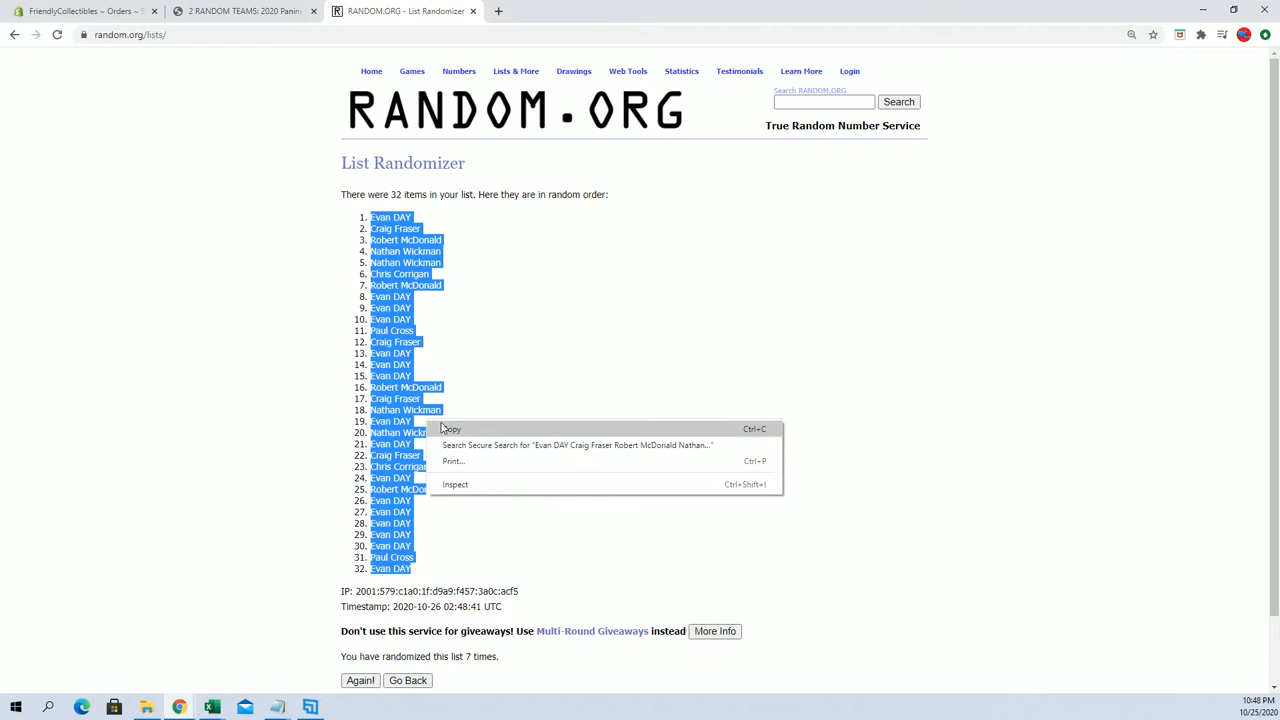 FriendlyCollectibles ~ Orders ~ S
2 RANDOM TEAMS: 2020 Panin
RANDOM.ORG - List Randomizer
random.org/lists/
Home Games Numbers Lists & More Drawings Web Tools Statistics Testimonials Learn More Login
Search RANDOM.ORG
RANDOM.ORG
Search
True Random Number Service
List Randomizer
There were 32 items in your list. Here they are in random order:
1. Evan DAY
2. Craig Fraser
3. Robert McDonald
4. Nathan Wickman
5. Nathan Wickman
6. Chris Corrigan
7. Robert McDonald
8. Evan DAY
9. Evan DAY
10. Evan DAY
11. Paul Cross
12. Craig Fraser
13. Evan DAY
14. Evan DAY
15. Evan DAY
16. Robert McDonald
17. Craig Fraser
18. Nathan Wickman
19. Evan DAY
20. Nathan Wickm
21. Evan DAY
22. Craig Fraser
23. Chris Corrigan
24. Evan DAY
25. Robert McDon
26. Evan DAY
27. Evan DAY
28. Evan DAY
29. Evan DAY
30. Evan DAY
31. Paul Cross
32. Evan DAY
Copy Ctrl+C
Search Secure Search for "Evan DAY Craig Fraser Robert McDonald Nathan..."
Print... Ctrl+P
Inspect Ctrl+Shift+I
IP: 2001:579:c1a0:1f:d9a9:f457:3a0c:acf5
Timestamp: 2020-10-26 02:48:41 UTC
Don't use this service for giveaways! Use Multi-Round Giveaways instead More Info
You have randomized this list 7 times.
Again! Go Back
10:48 PM
10/25/2020